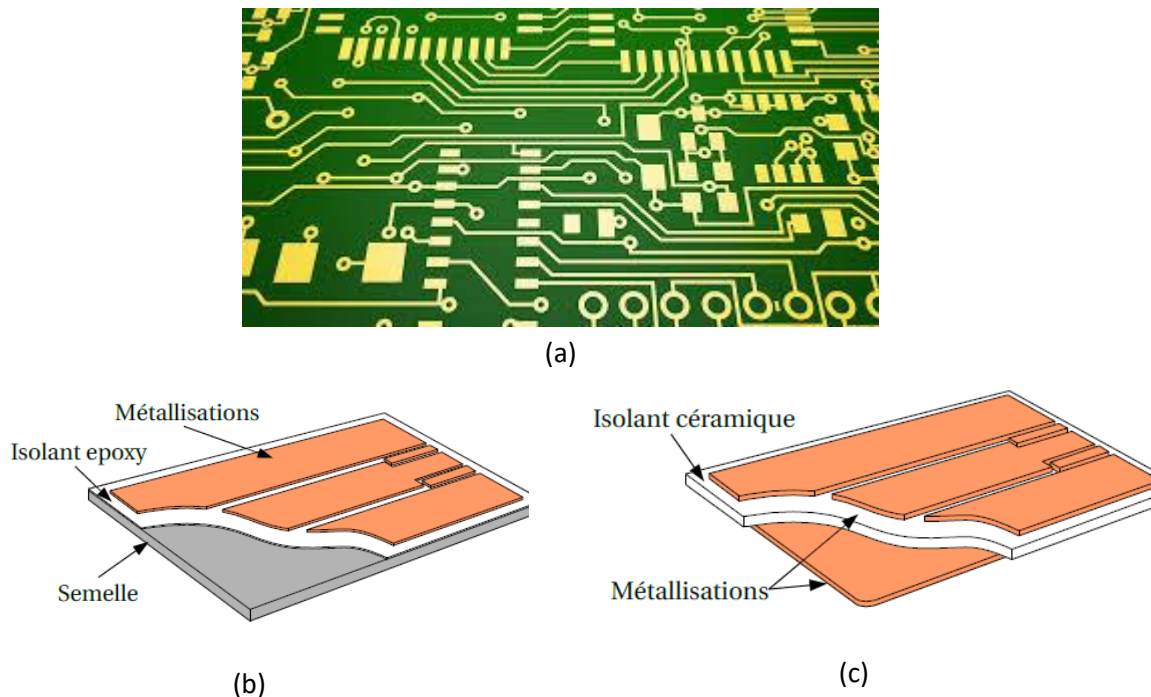 (a)
Métallisations
Isolant epoxy
Semelle
(b)
Isolant céramique
Métallisations
(c)